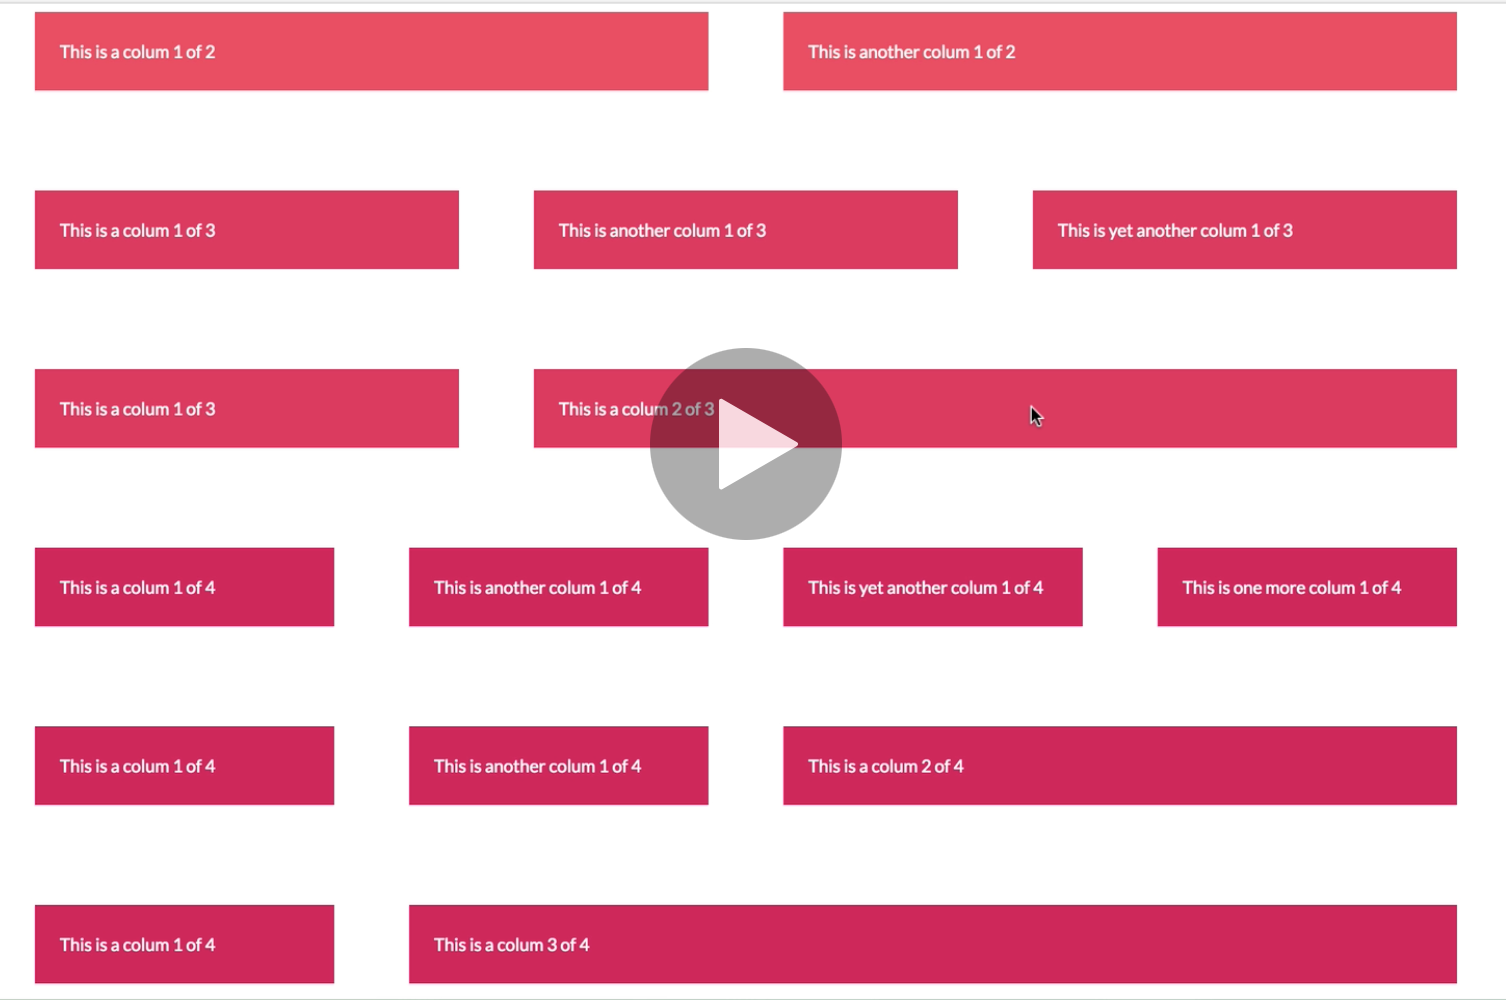 This is a colum 1 of 2
This is another colum 1 of 2
This is a colum 1 of 3
This is another colum 1 of 3
This is yet another colum 1 of 3
This is a colum 1 of 3
This is a colum 2 of 3
This is a colum 1 of 4
This is another colum 1 of 4
This is yet another colum 1 of 4
This is one more colum 1 of 4
This is a colum 1 of 4
This is another colum 1 of 4
This is a colum 2 of 4
This is a colum 1 of 4
This is a colum 3 of 4